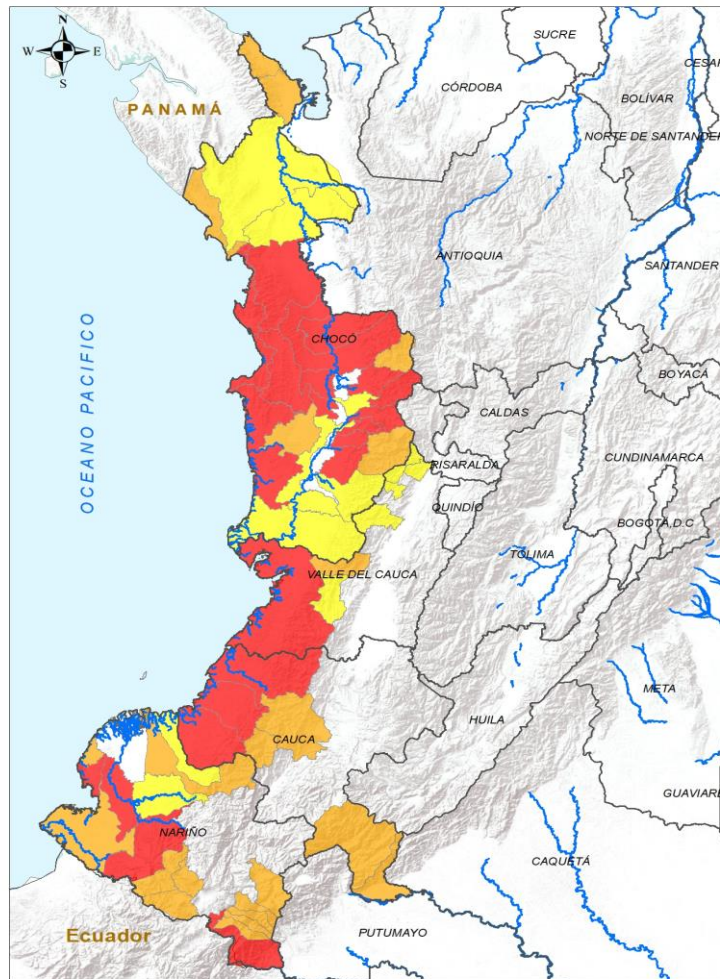 N
W E
S
SUCRE
CESAR
CÓRDOBA
BOLÍVAR
PANAMÁ
NORTE DE SANTANDER
ANTIOQUIA
SANTANDER
OCEANO PACIFICO
CHOCÓ
BOYACÁ
CALDAS
CUNDINAMARCA
RISARALDA
QUINDÍO
BOGOTÁ,D.C
TOLIMA
VALLE DEL CAUCA
META
HUILA
CAUCA
GUAVIARE
NARIÑO
CAQUETÁ
Ecuador
PUTUMAYO